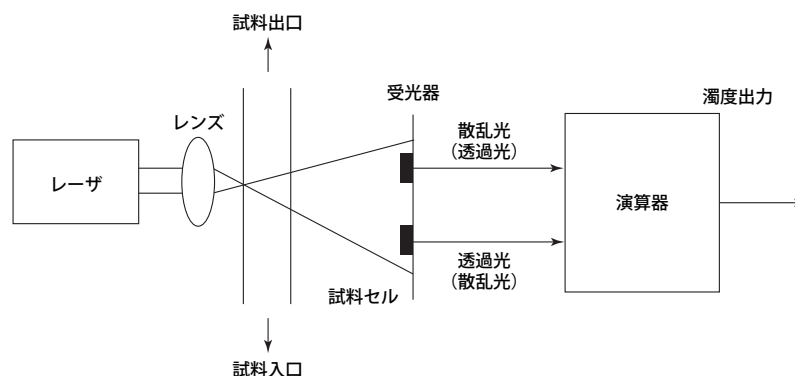 試料出口
受光器
濁度出力
レンズ
散乱光
（透過光）
レーザ
演算器
透過光
（散乱光）
試料セル
試料入口